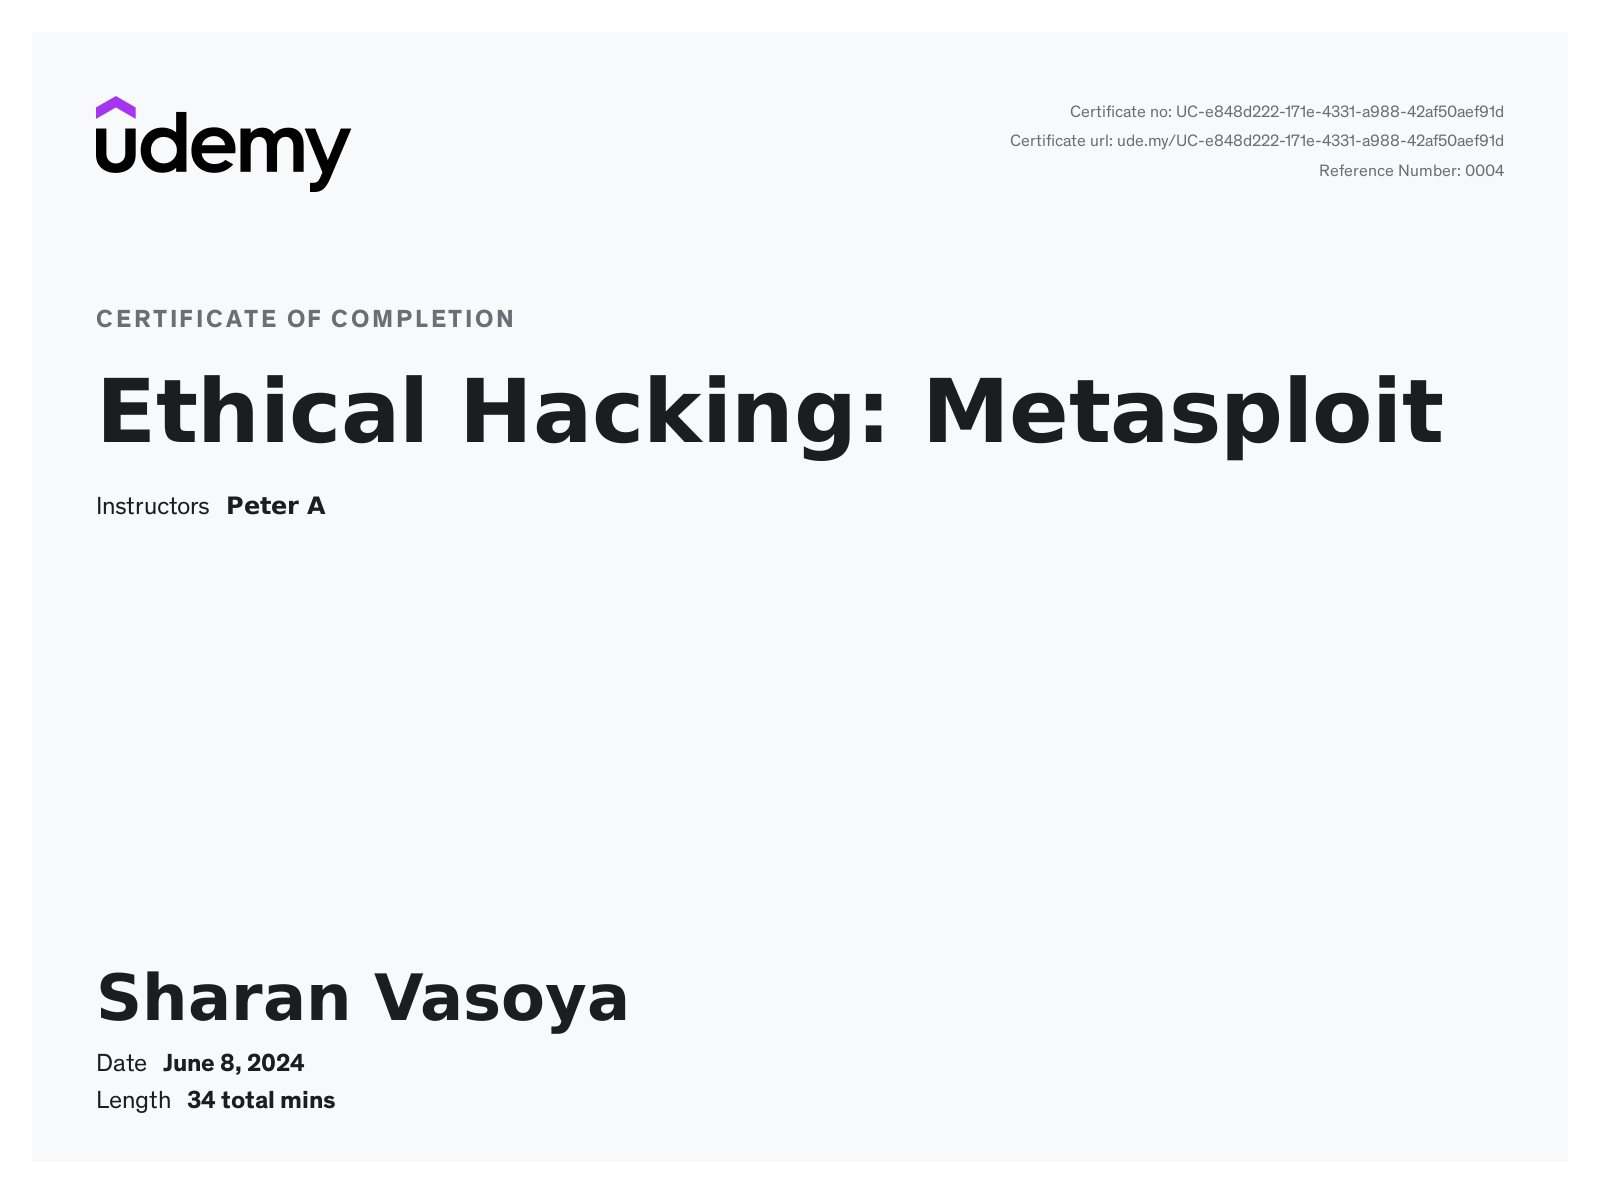 udemy
Certificate no: UC-e848d222-171e-4331-a988-42af50aef91d
Certificate url: ude.my/UC-e848d222-171e-4331-a988-42af50aef91d
Reference Number: 0004
CERTIFICATE OF COMPLETION
Ethical Hacking: Metasploit
Instructors Peter A
Sharan Vasoya
Date June 8, 2024
Length 34 total mins